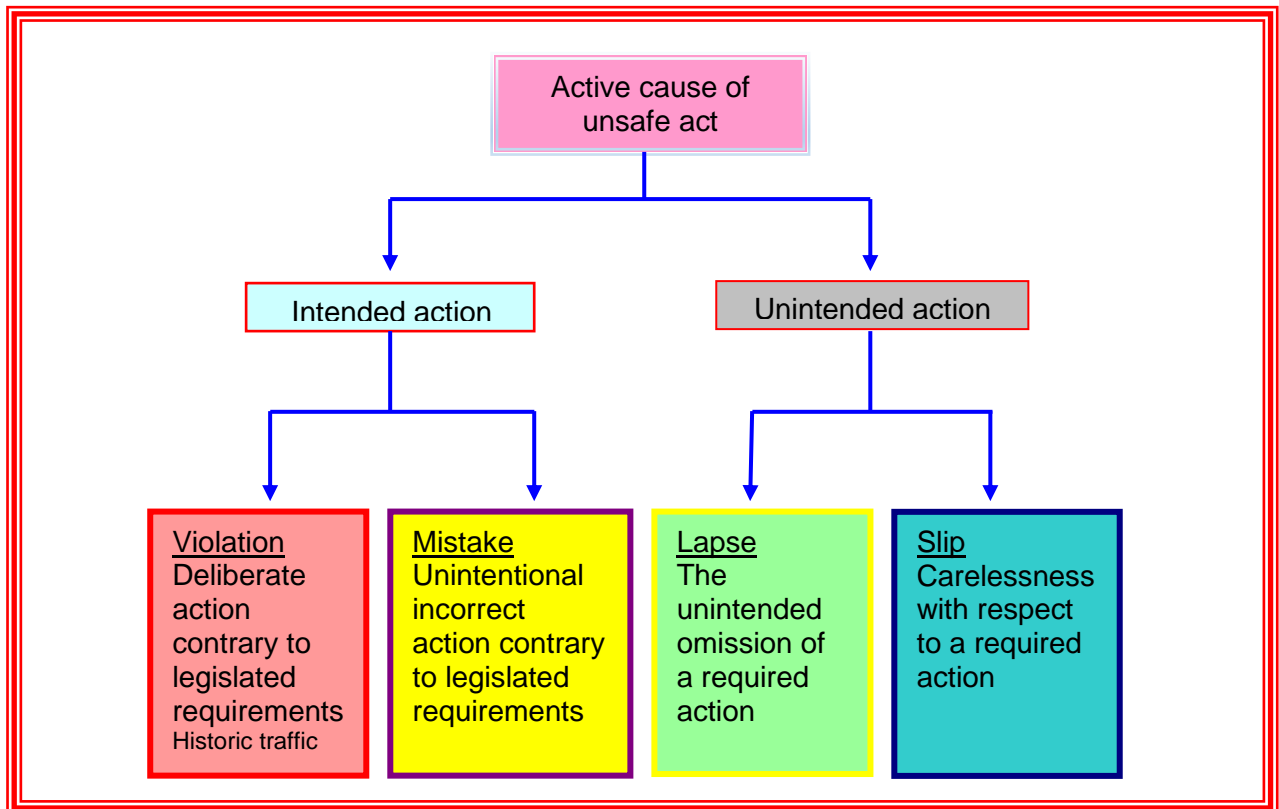 Active cause of
unsafe act
Intended action
Unintended action
Violation
Deliberate
action
contrary to
legislated
requirements
Historic traffic
Mistake
Unintentional
incorrect
action contrary
to legislated
requirements
Lapse
The
unintended
omission of
a required
action
Slip
Carelessness
with respect
to a required
action